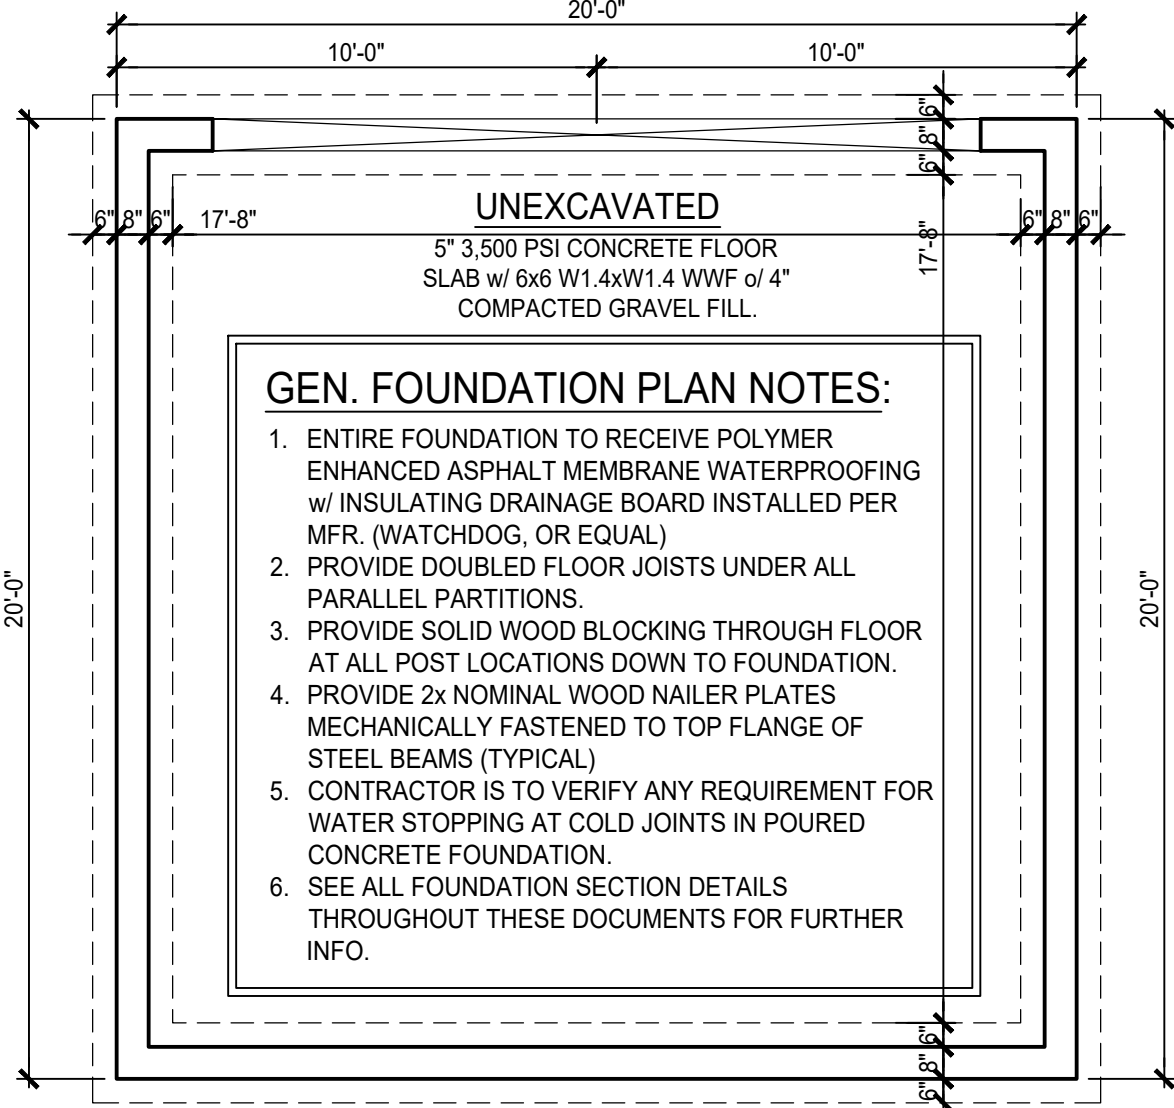 20'-0"
10'-0" 10'-0"
6"
8"
6"
6" 8" 6" 17'-8" 6" 8" 6"
UNEXCAVATED
5" 3,500 PSI CONCRETE FLOOR
SLAB w/ 6x6 W1.4xW1.4 WWF o/ 4"
COMPACTED GRAVEL FILL.
17'-8"
GEN. FOUNDATION PLAN NOTES:
1. ENTIRE FOUNDATION TO RECEIVE POLYMER
ENHANCED ASPHALT MEMBRANE WATERPROOFING
w/ INSULATING DRAINAGE BOARD INSTALLED PER
MFR. (WATCHDOG, OR EQUAL)
2. PROVIDE DOUBLED FLOOR JOISTS UNDER ALL
PARALLEL PARTITIONS.
3. PROVIDE SOLID WOOD BLOCKING THROUGH FLOOR
AT ALL POST LOCATIONS DOWN TO FOUNDATION.
4. PROVIDE 2x NOMINAL WOOD NAILER PLATES
MECHANICALLY FASTENED TO TOP FLANGE OF
STEEL BEAMS (TYPICAL)
5. CONTRACTOR IS TO VERIFY ANY REQUIREMENT FOR
WATER STOPPING AT COLD JOINTS IN POURED
CONCRETE FOUNDATION.
6. SEE ALL FOUNDATION SECTION DETAILS
THROUGHOUT THESE DOCUMENTS FOR FURTHER
INFO.
20'-0"
20'-0"
6"
8"
6"